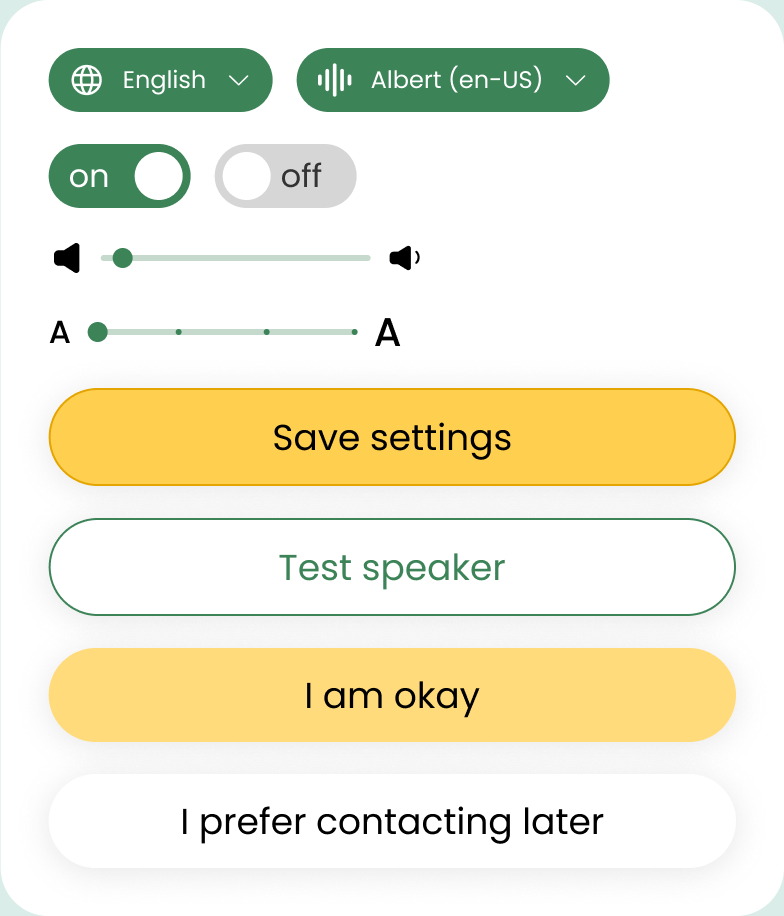 English
Albert (en-US)
on
off
A
A
Save settings
Test speaker
I am okay
I prefer contacting later